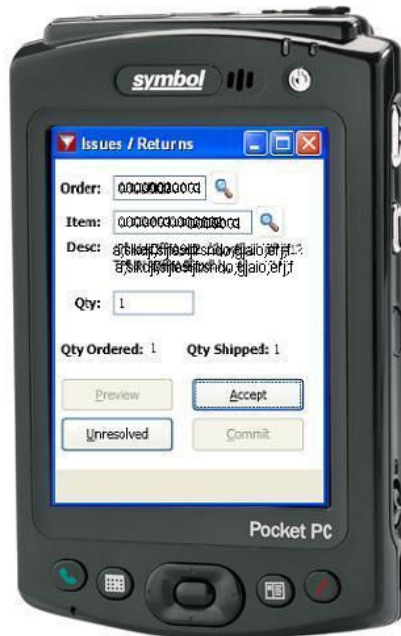 symbol
Issues / Returns
Order:
Item:
Desc:
Qty: 1
Qty Ordered: 1 Qty Shipped: 1
Preview Accept
Unresolved Commit
Pocket PC